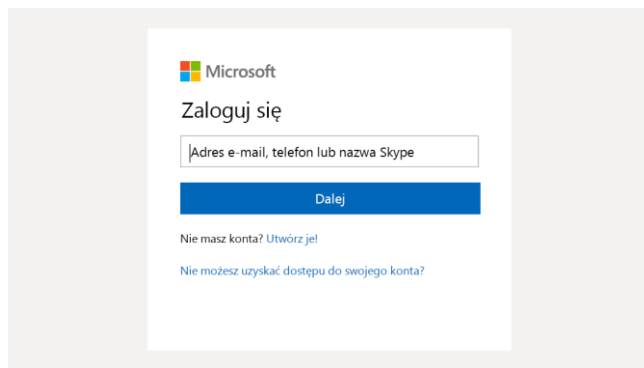 Microsoft
Zaloguj się
Adres e-mail, telefon lub nazwa Skype
Dalej
Nie masz konta? Utwórz je!
Nie możesz uzyskać dostępu do swojego konta?